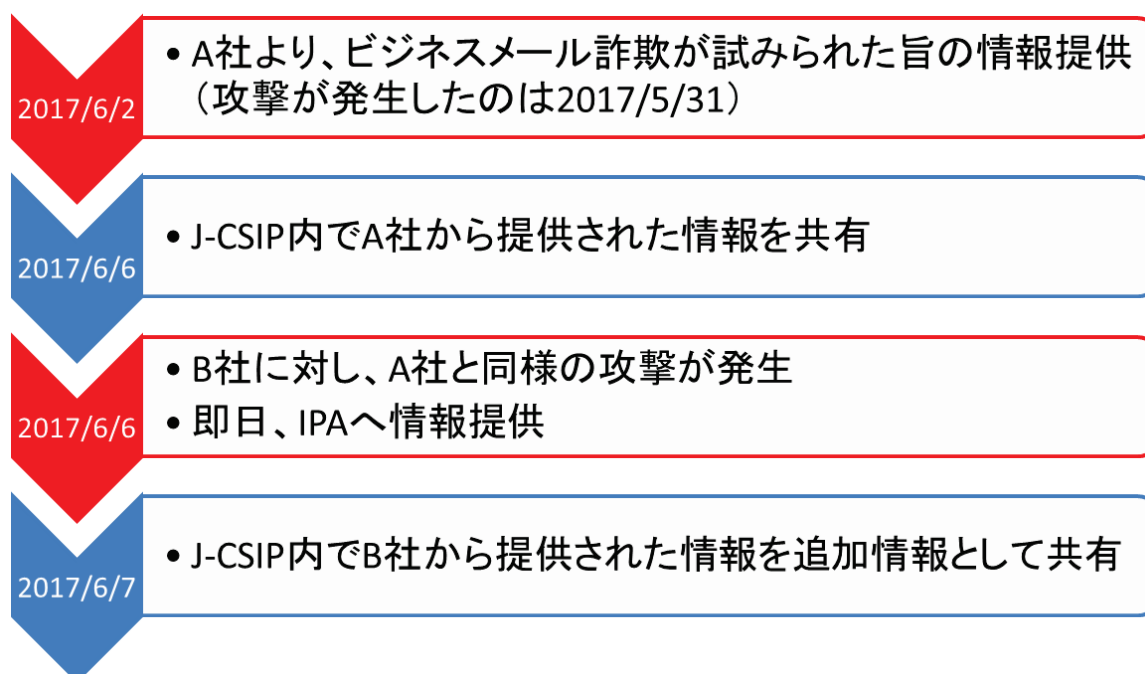 2017/6/2
• A社より、ビジネスメール詐欺が試みられた旨の情報提供
（攻撃が発生したのは2017/5/31）
2017/6/6
• J-CSIP内でA社から提供された情報を共有
2017/6/6
• B社に対し、A社と同様の攻撃が発生
• 即日、IPAへ情報提供
2017/6/7
• J-CSIP内でB社から提供された情報を追加情報として共有